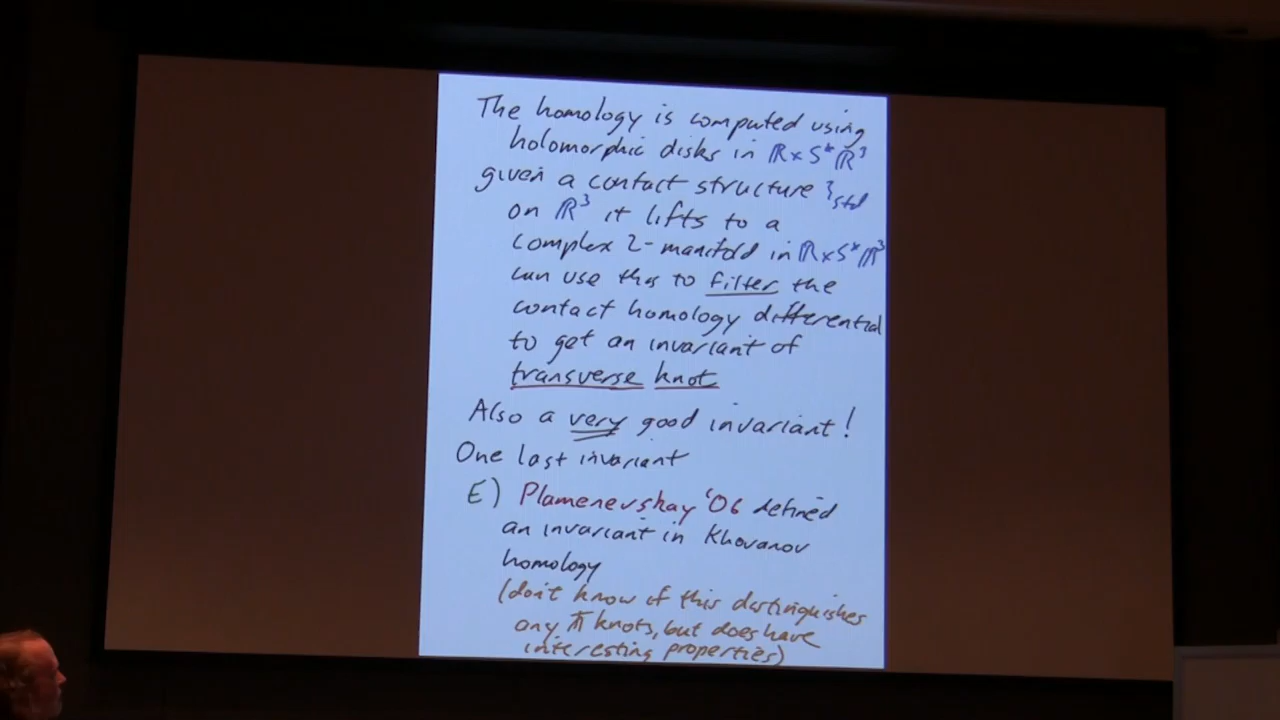 The homology is computed using
holomorphic disks in ℝ×S*ℝ³
given a contact structure ξstd
on ℝ³ it lifts to a
complex 2-manifold in ℝ×S*ℝ³
can use this to filter the
contact homology differential
to get an invariant of
transverse knot
Also a very good invariant!
One last invariant
E) Plamenevskay '06 defined
an invariant in Khovanov
homology
(don't know if this distinguishes
any ⫛ knots, but does have
interesting properties)